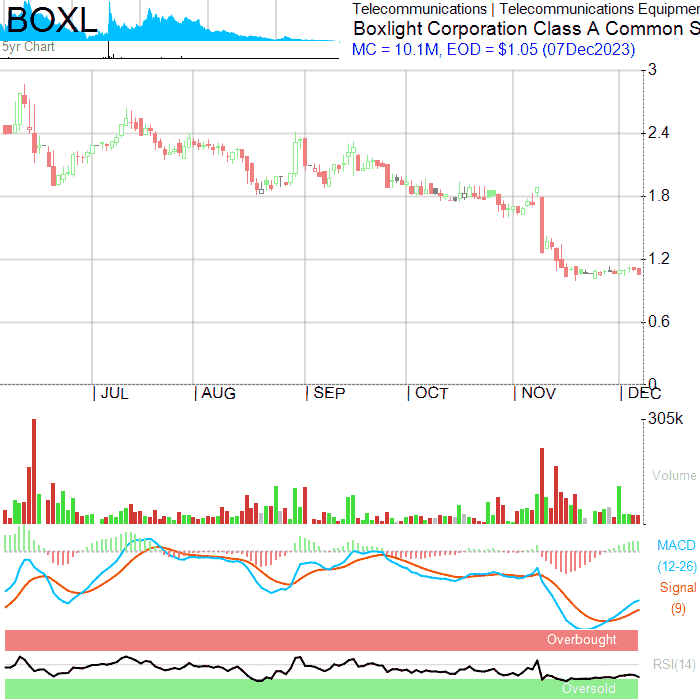 BOXL
5yr Chart
Telecommunications | Telecommunications Equipmen
Boxlight Corporation Class A Common S
MC = 10.1M, EOD = $1.05 (07Dec2023)
3
2.4
1.8
1.2
0.6
0
JUL AUG SEP OCT NOV DEC
305k
Volume
MACD
(12-26)
Signal
(9)
Overbought
RSI(14)
Oversold